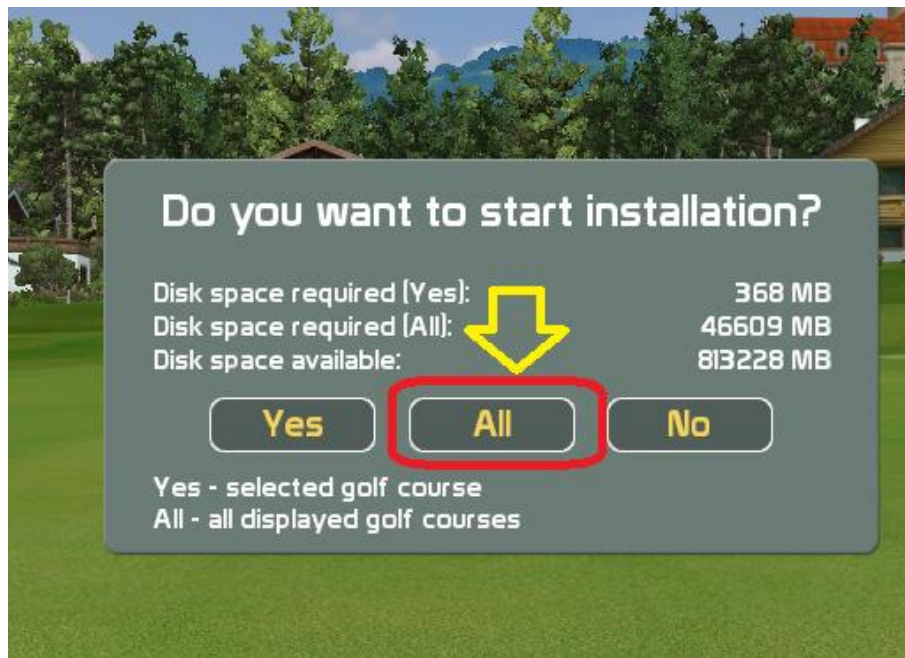 Do you want to start installation?
Disk space required (Yes): 368 MB
Disk space required (All): 46609 MB
Disk space available: 813228 MB
Yes All No
Yes - selected golf course
All - all displayed golf courses